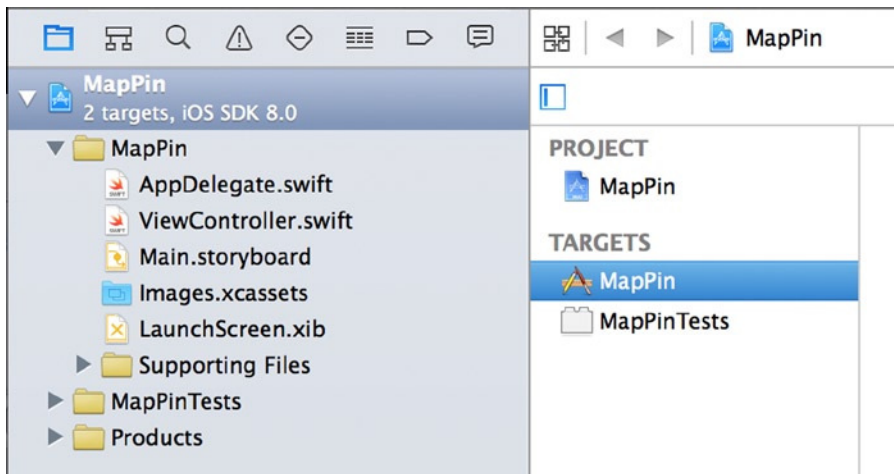 MapPin
2 targets, iOS SDK 8.0
MapPin
AppDelegate.swift
ViewController.swift
Main.storyboard
Images.xcassets
LaunchScreen.xib
Supporting Files
MapPinTests
Products
MapPin
PROJECT
MapPin
TARGETS
MapPin
MapPinTests